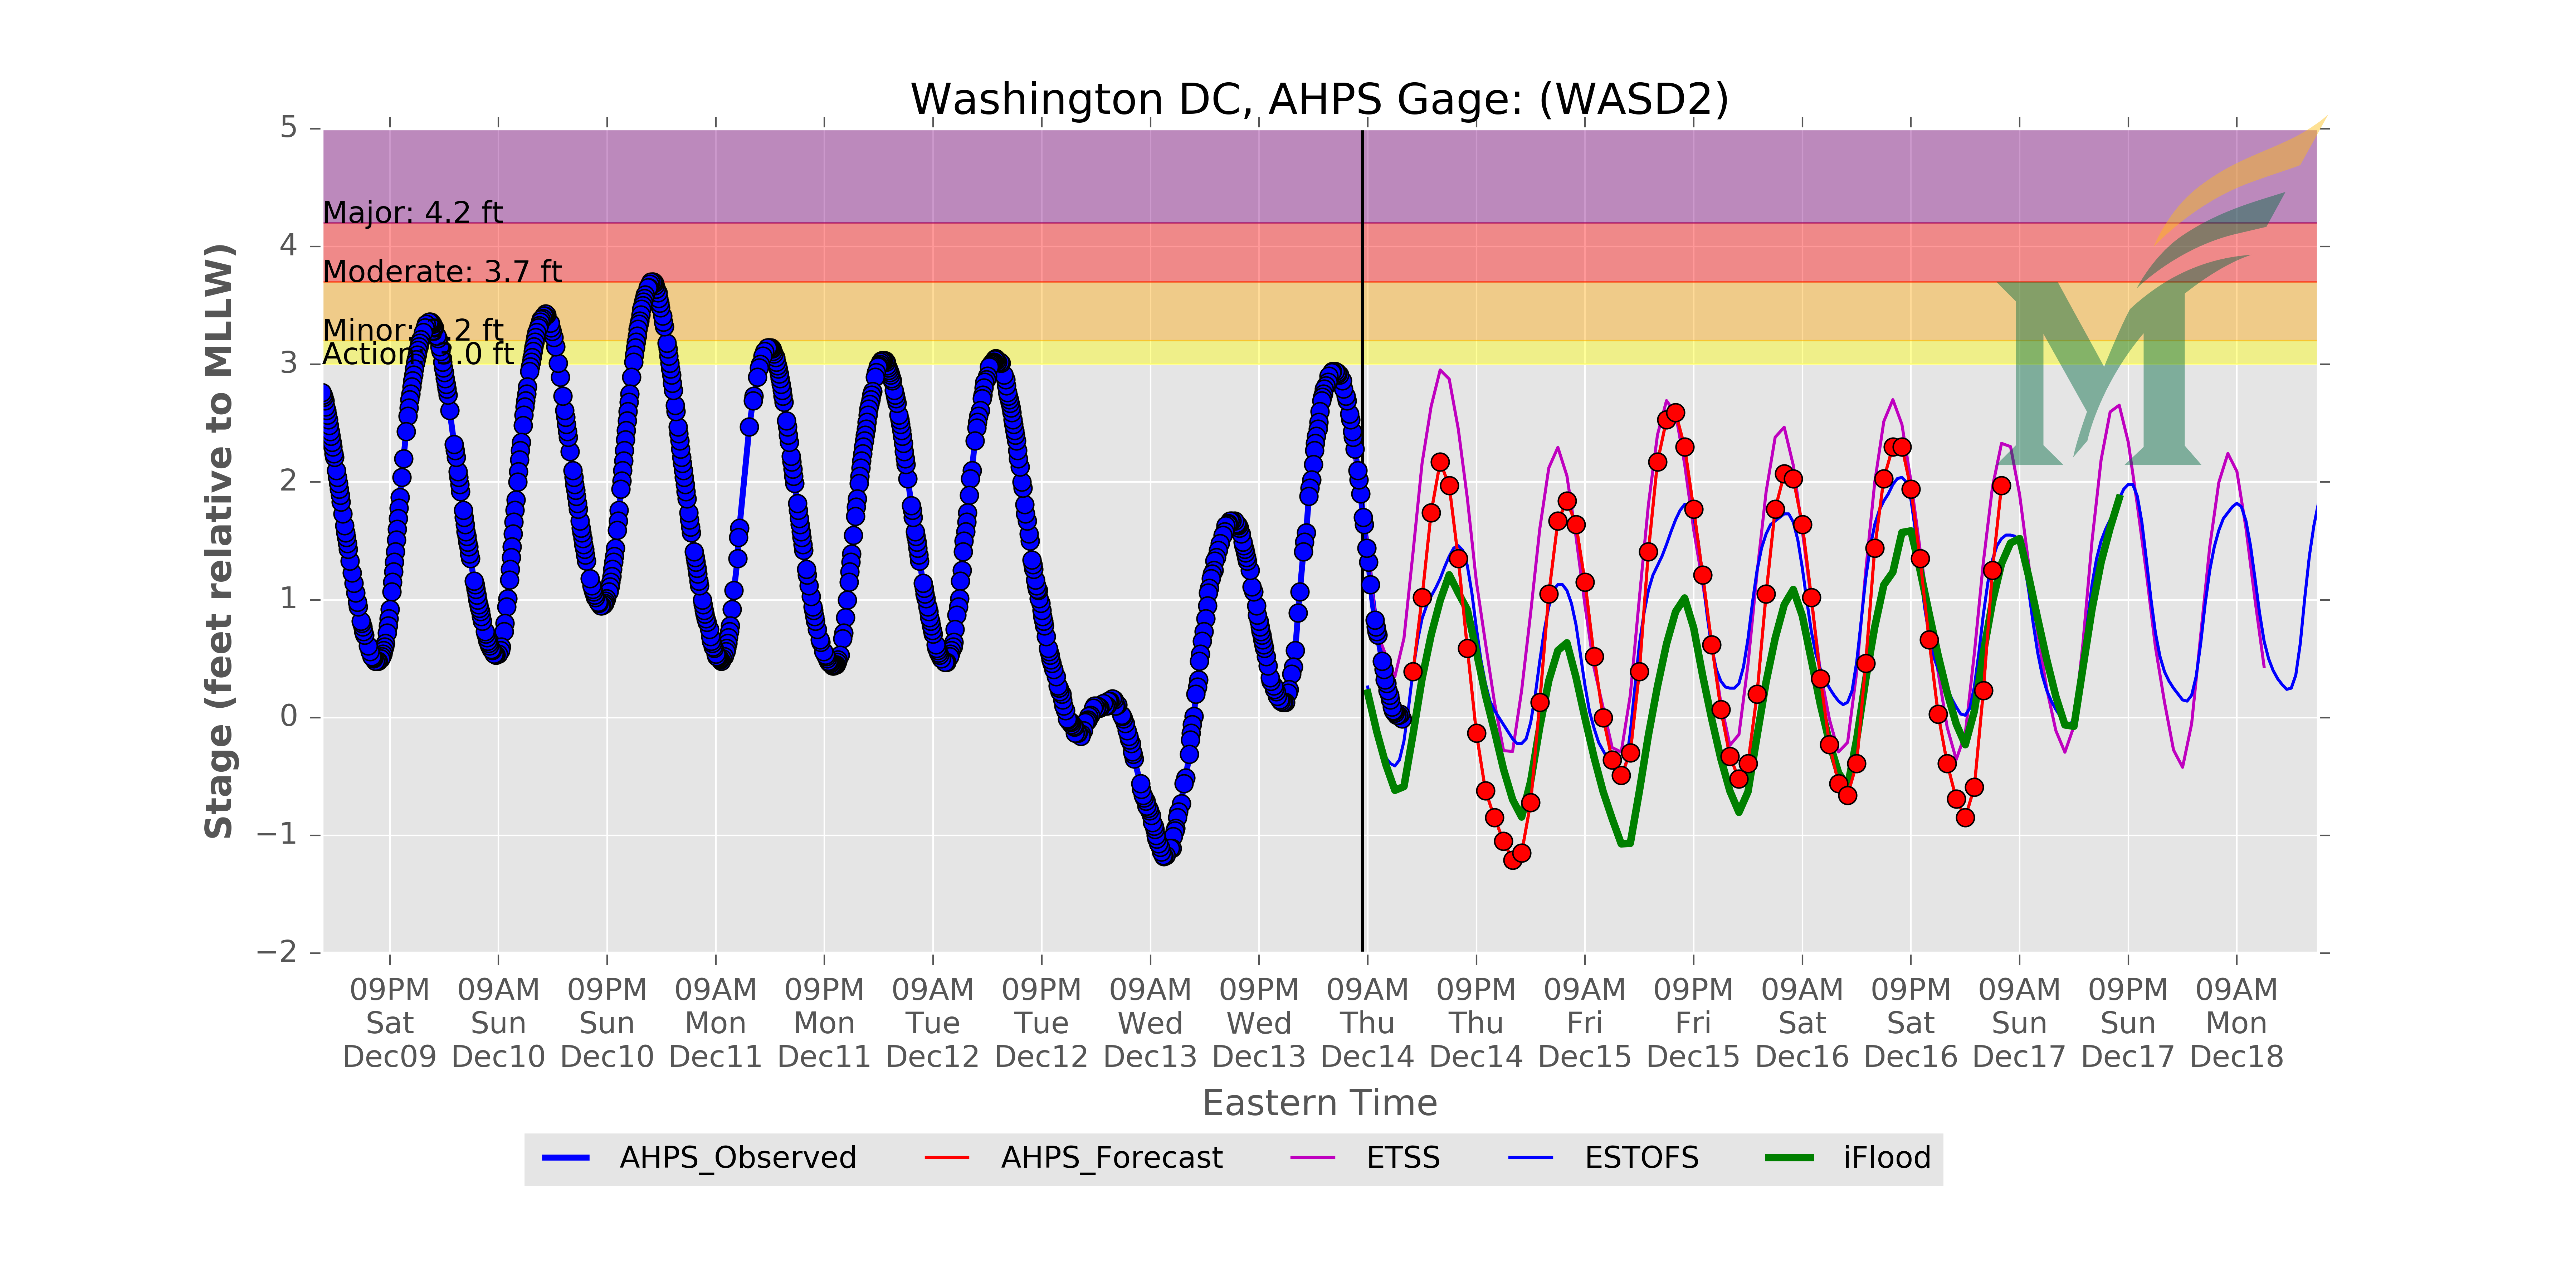 Washington DC, AHPS Gage: (WASD2)
5
4
3
2
1
0
−1
−2
Stage (feet relative to MLLW)
Major: 4.2 ft
Moderate: 3.7 ft
Minor: .2 ft
Action .0 ft
M
09PM Sat Dec09
09AM Sun Dec10
09PM Sun Dec10
09AM Mon Dec11
09PM Mon Dec11
09AM Tue Dec12
09PM Tue Dec12
09AM Wed Dec13
09PM Wed Dec13
09AM Thu Dec14
09PM Thu Dec14
09AM Fri Dec15
09PM Fri Dec15
09AM Sat Dec16
09PM Sat Dec16
09AM Sun Dec17
09PM Sun Dec17
09AM Mon Dec18
Eastern Time
AHPS_Observed AHPS_Forecast ETSS ESTOFS iFlood